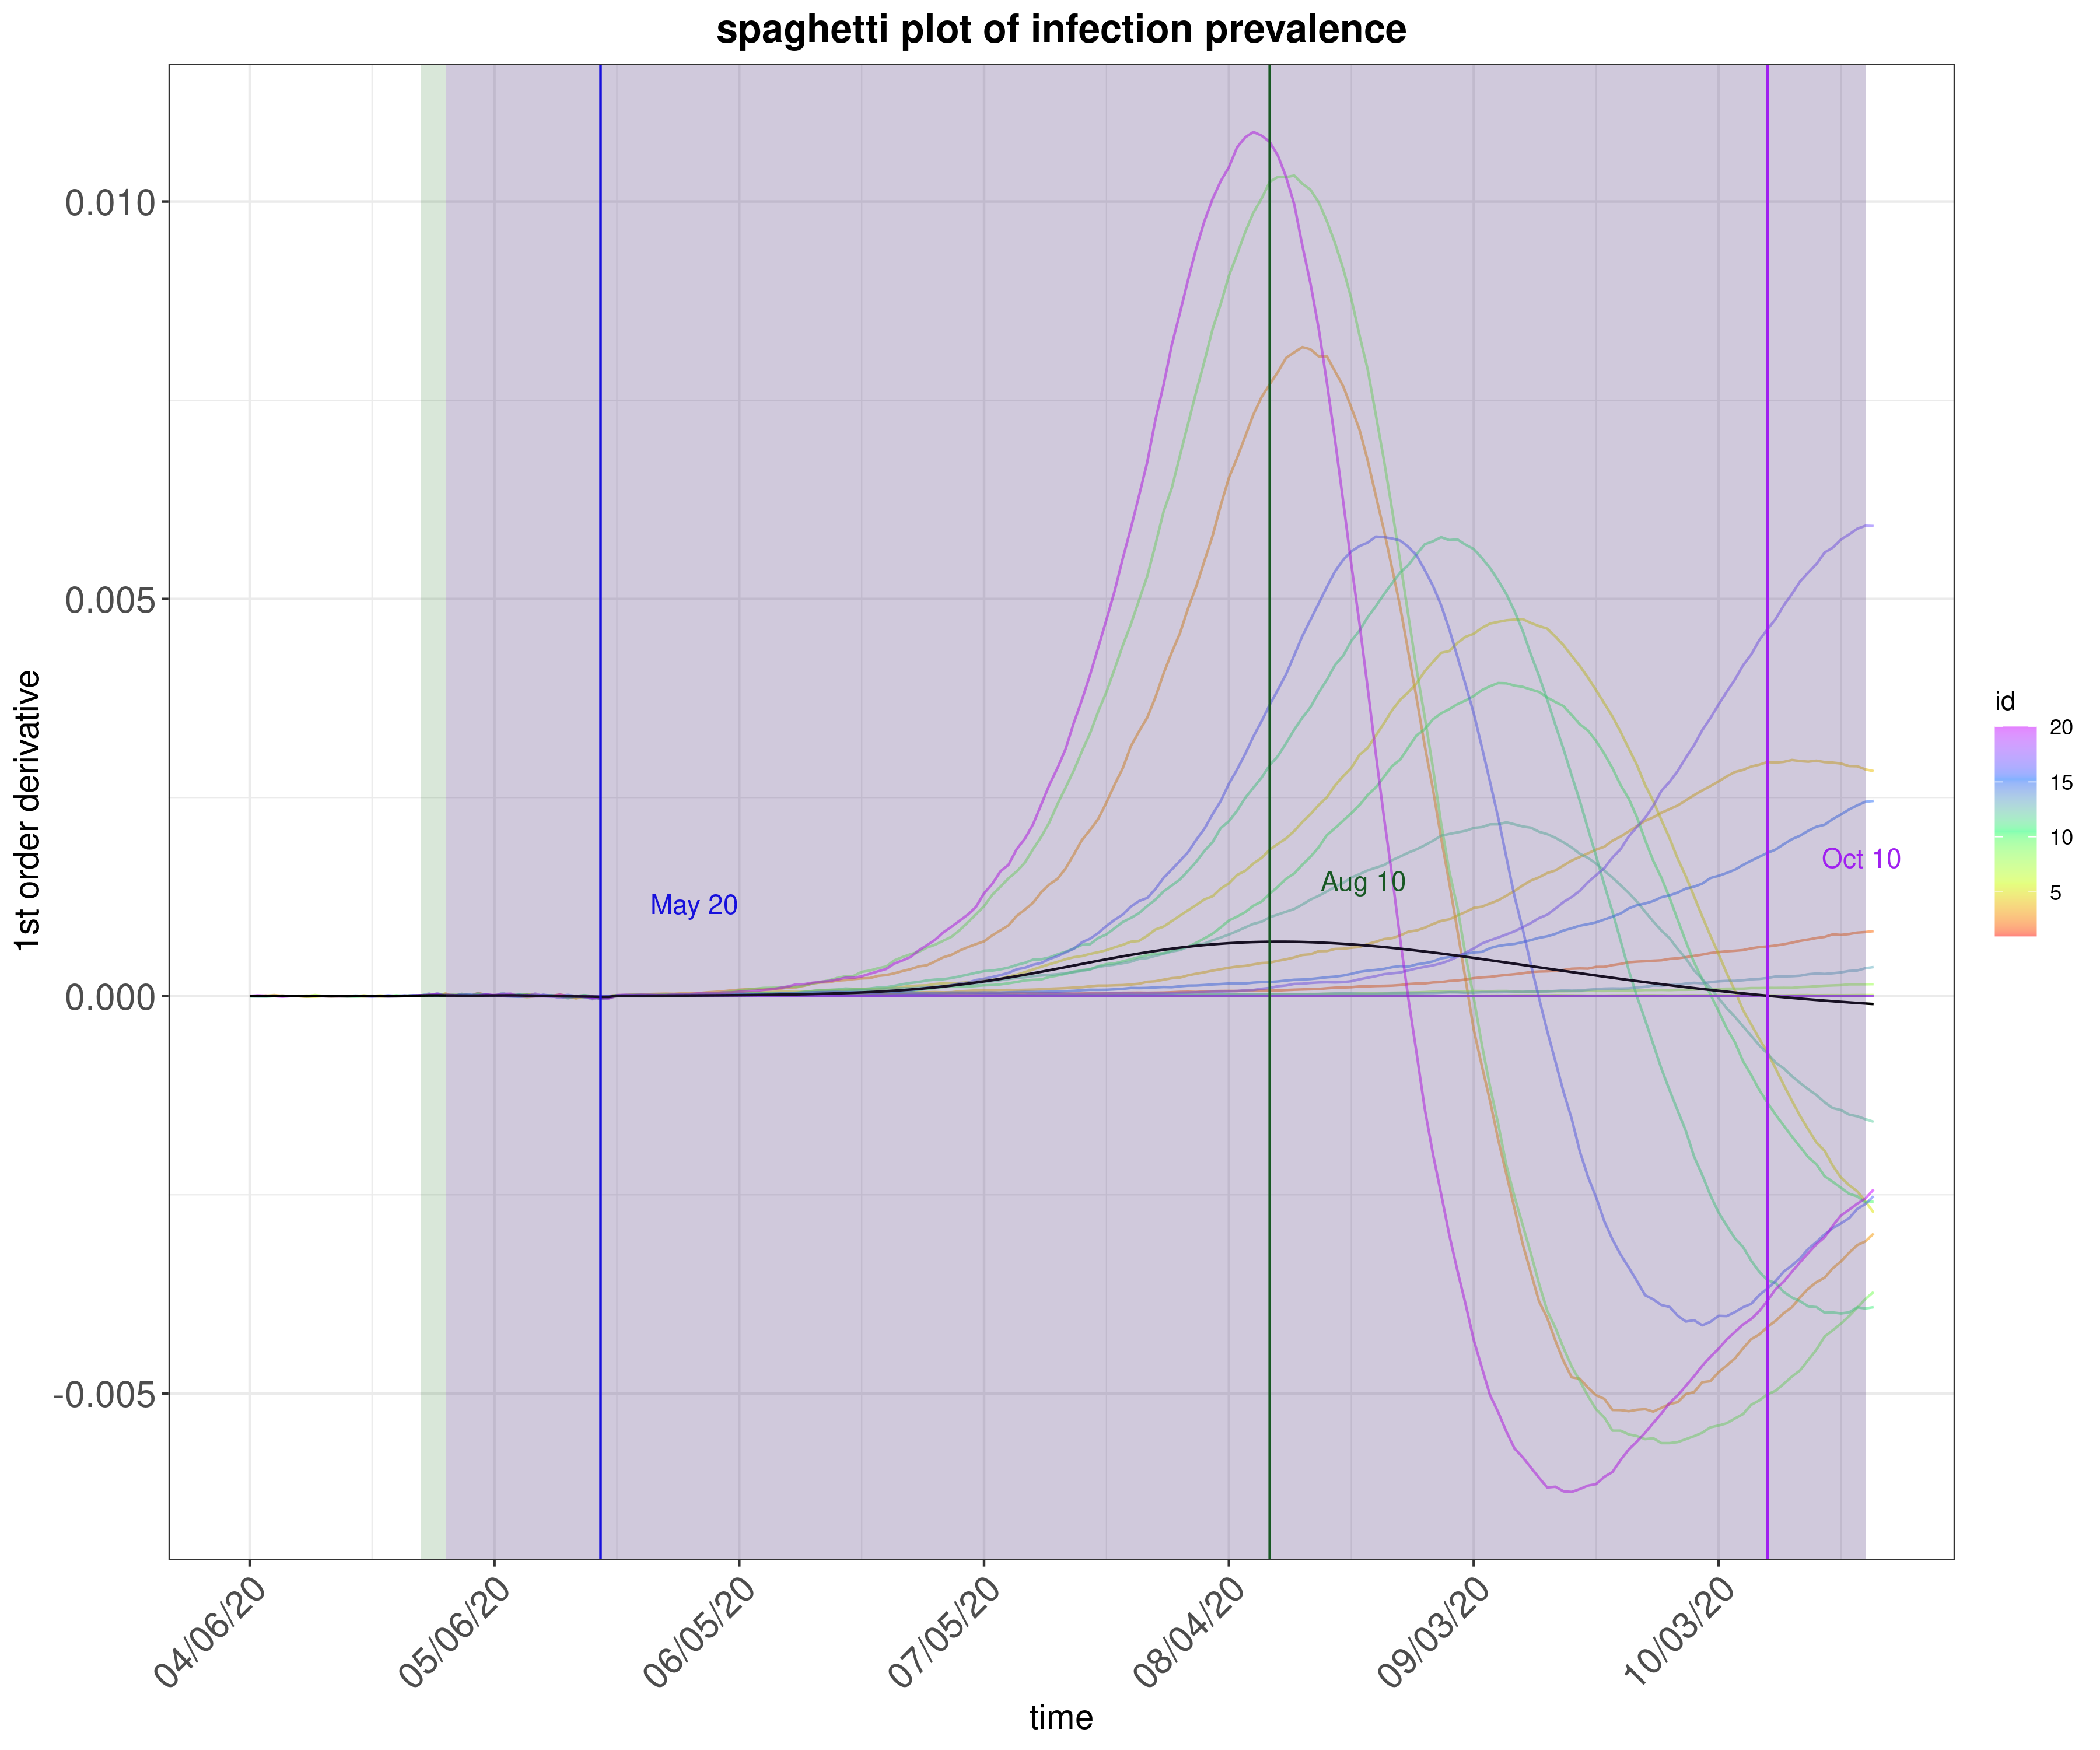 spaghetti plot of infection prevalence
1st order derivative
0.010
0.005
0.000
-0.005
May 20
Aug 10
Oct 10
id
20
15
10
5
04/06/20
05/06/20
06/05/20
07/05/20
08/04/20
09/03/20
10/03/20
time